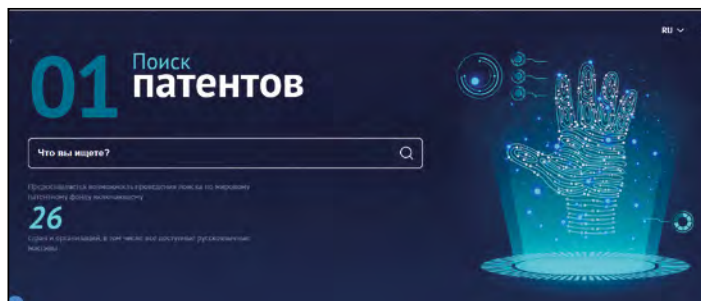 RU
01
Поиск
патентов
Что вы ищете?
Предоставляется возможность проведения поиска по мировому
патентному фонду включающему
26
стран и организаций, в том числе все доступные русскоязычные
массивы